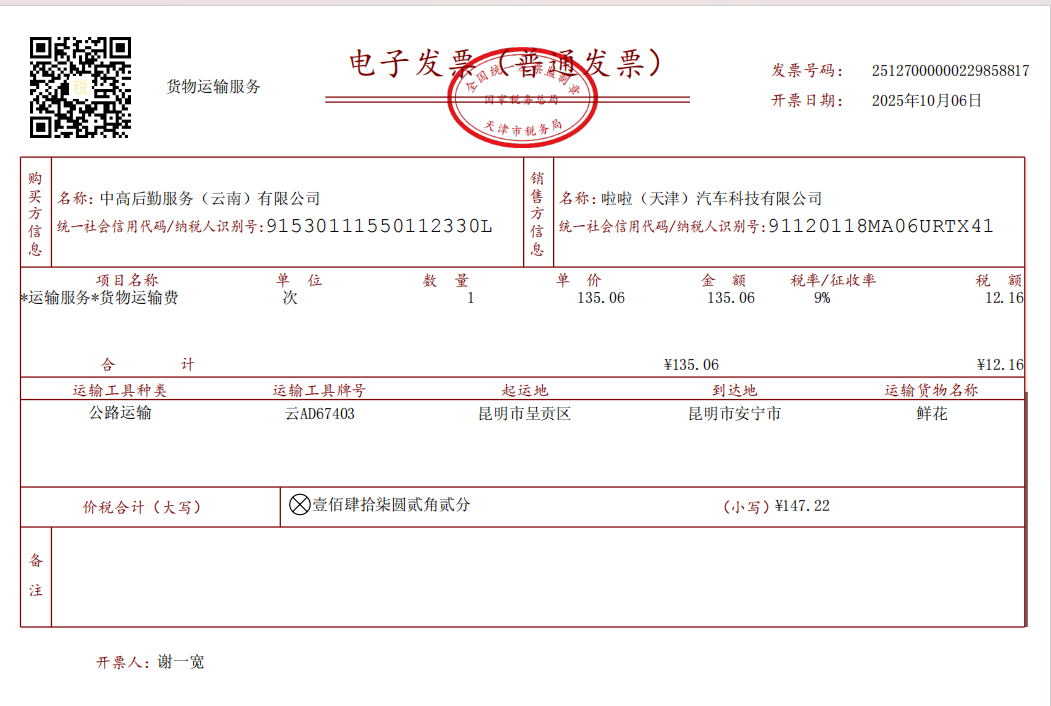 电子发票（普通发票）
货物运输服务
全国统一发票监制章
国家税务总局
天津市税务局
税
发票号码： 25127000000229858817
开票日期： 2025年10月06日
购买方信息
名称：中高后勤服务（云南）有限公司
统一社会信用代码/纳税人识别号：91530111550112330L
销售方信息
名称：啦啦（天津）汽车科技有限公司
统一社会信用代码/纳税人识别号：91120118MA06URTX41
项目名称 单 位 数 量 单 价 金 额 税率/征收率 税 额
*运输服务*货物运输费 次 1 135.06 135.06 9% 12.16
合 计 ¥135.06 ¥12.16
运输工具种类 运输工具牌号 起运地 到达地 运输货物名称
公路运输 云AD67403 昆明市呈贡区 昆明市安宁市 鲜花
价税合计（大写） 壹佰肆拾柒圆贰角贰分 （小写）¥147.22
备注
开票人：谢一宽